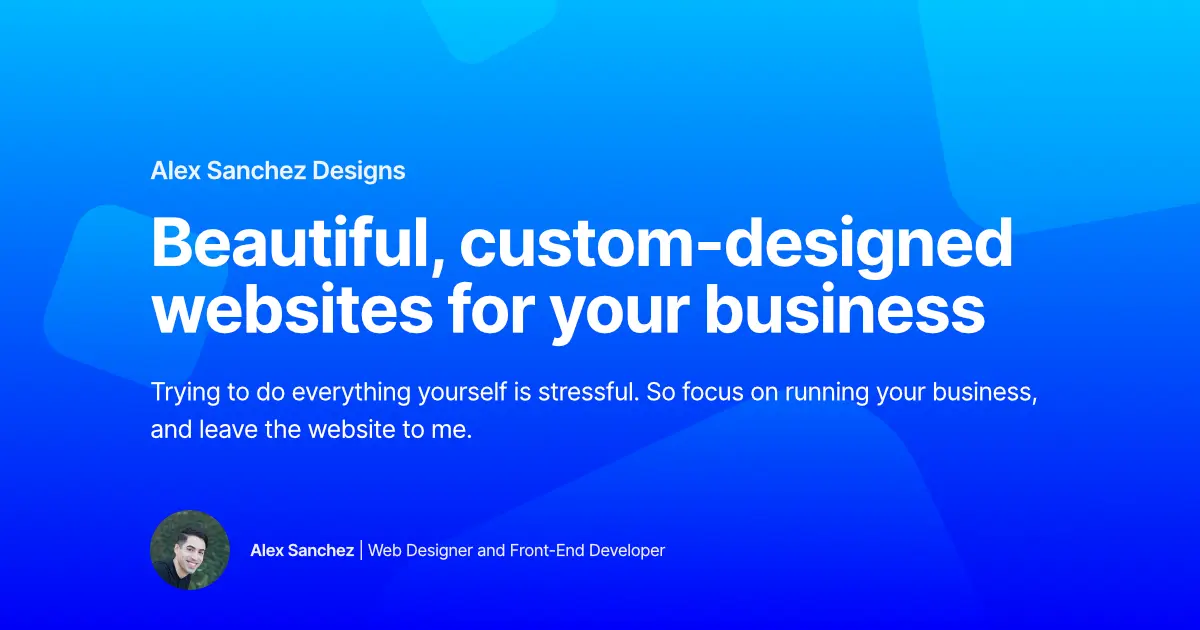 Alex Sanchez Designs
Beautiful, custom-designed
websites for your business
Trying to do everything yourself is stressful. So focus on running your business,
and leave the website to me.
Alex Sanchez | Web Designer and Front-End Developer